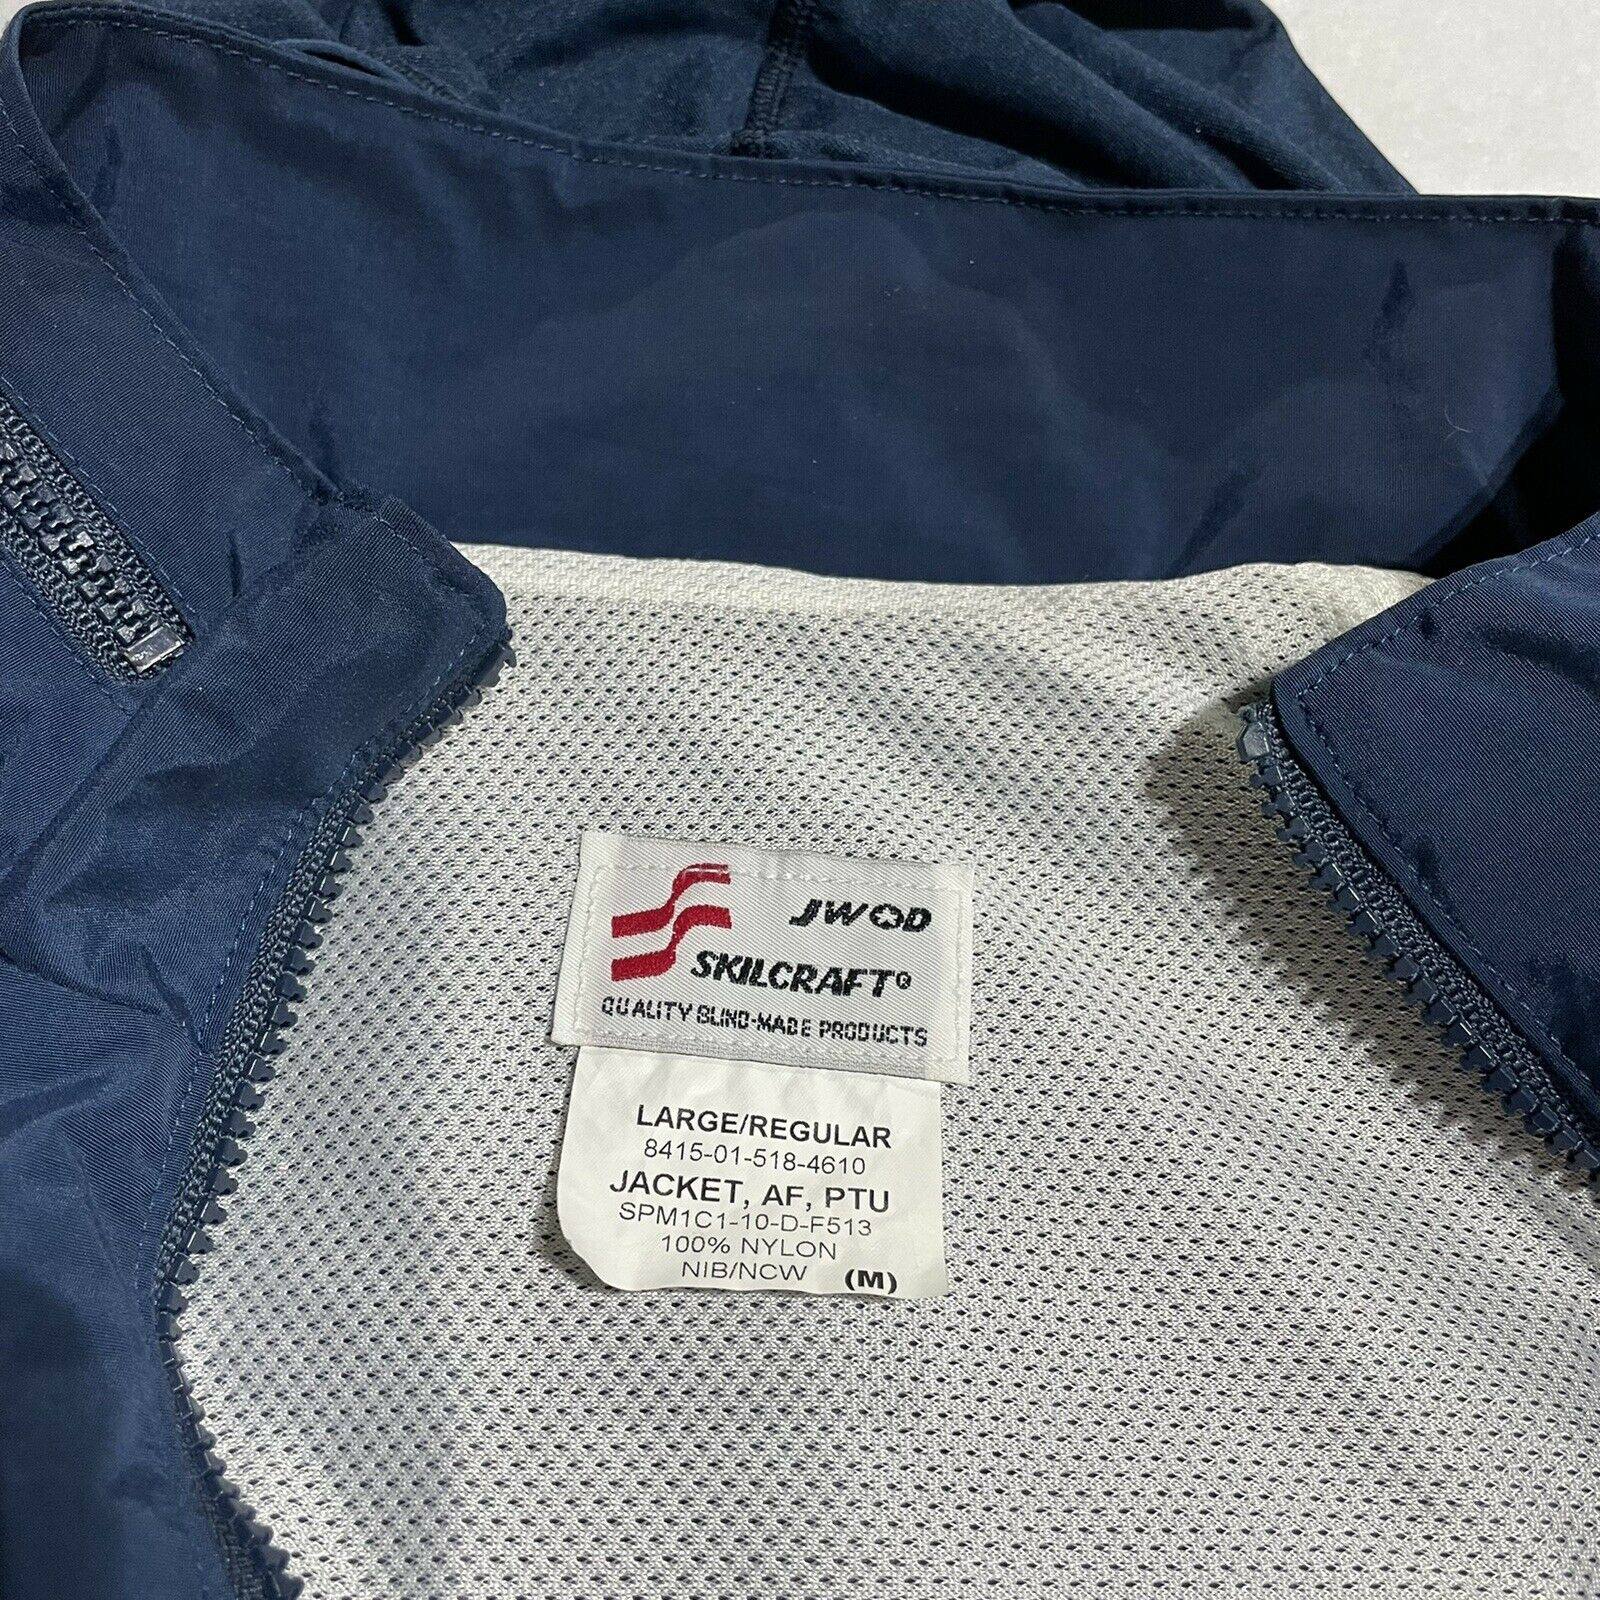 JWOD
SKILCRAFT®
QUALITY BLIND-MADE PRODUCTS
LARGE/REGULAR
8415-01-518-4610
JACKET, AF, PTU
SPM1C1-10-D-F513
100% NYLON
NIB/NCW (M)